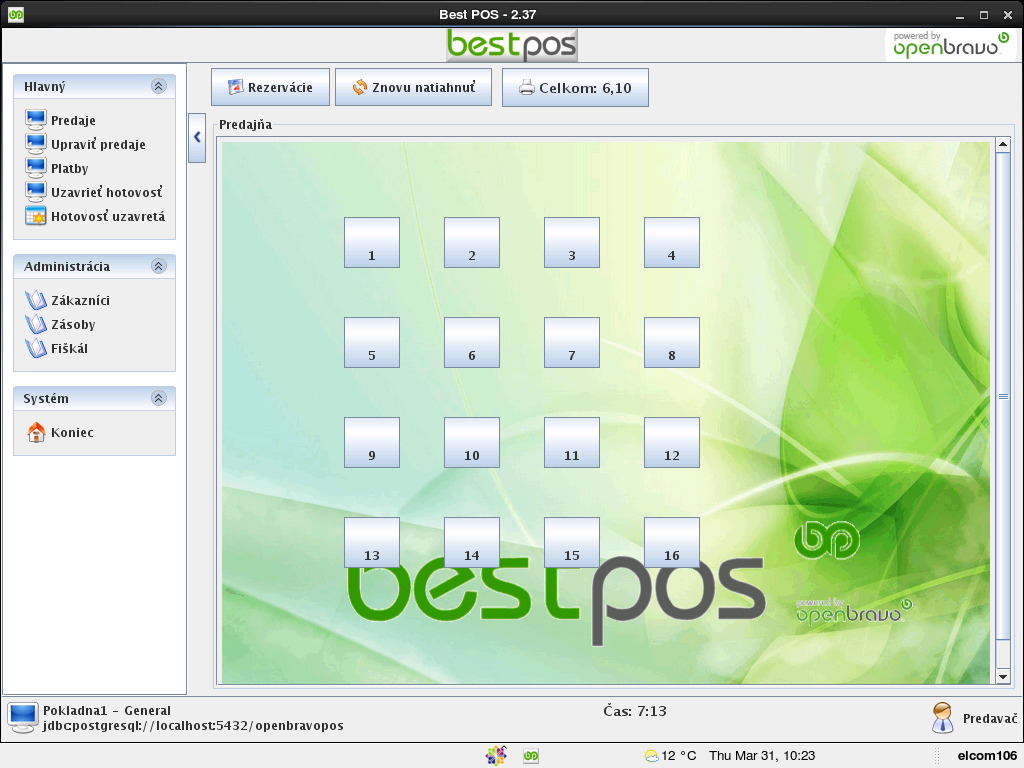 Best POS - 2.37
bestpos
powered by
openbravo
Hlavný
Predaje
Upraviť predaje
Platby
Uzavrieť hotovosť
Hotovosť uzavretá
Administrácia
Zákazníci
Zásoby
Fiškál
Systém
Koniec
Rezervácie
Znovu natiahnuť
Celkom: 6,10
Predajňa
1 2 3 4
5 6 7 8
9 10 11 12
13 14 15 16
bestpos
bp
powered by
openbravo
Pokladna1 - General
jdbc:postgresql://localhost:5432/openbravopos
Čas: 7:13
Predavač
12 °C Thu Mar 31, 10:23
elcom106